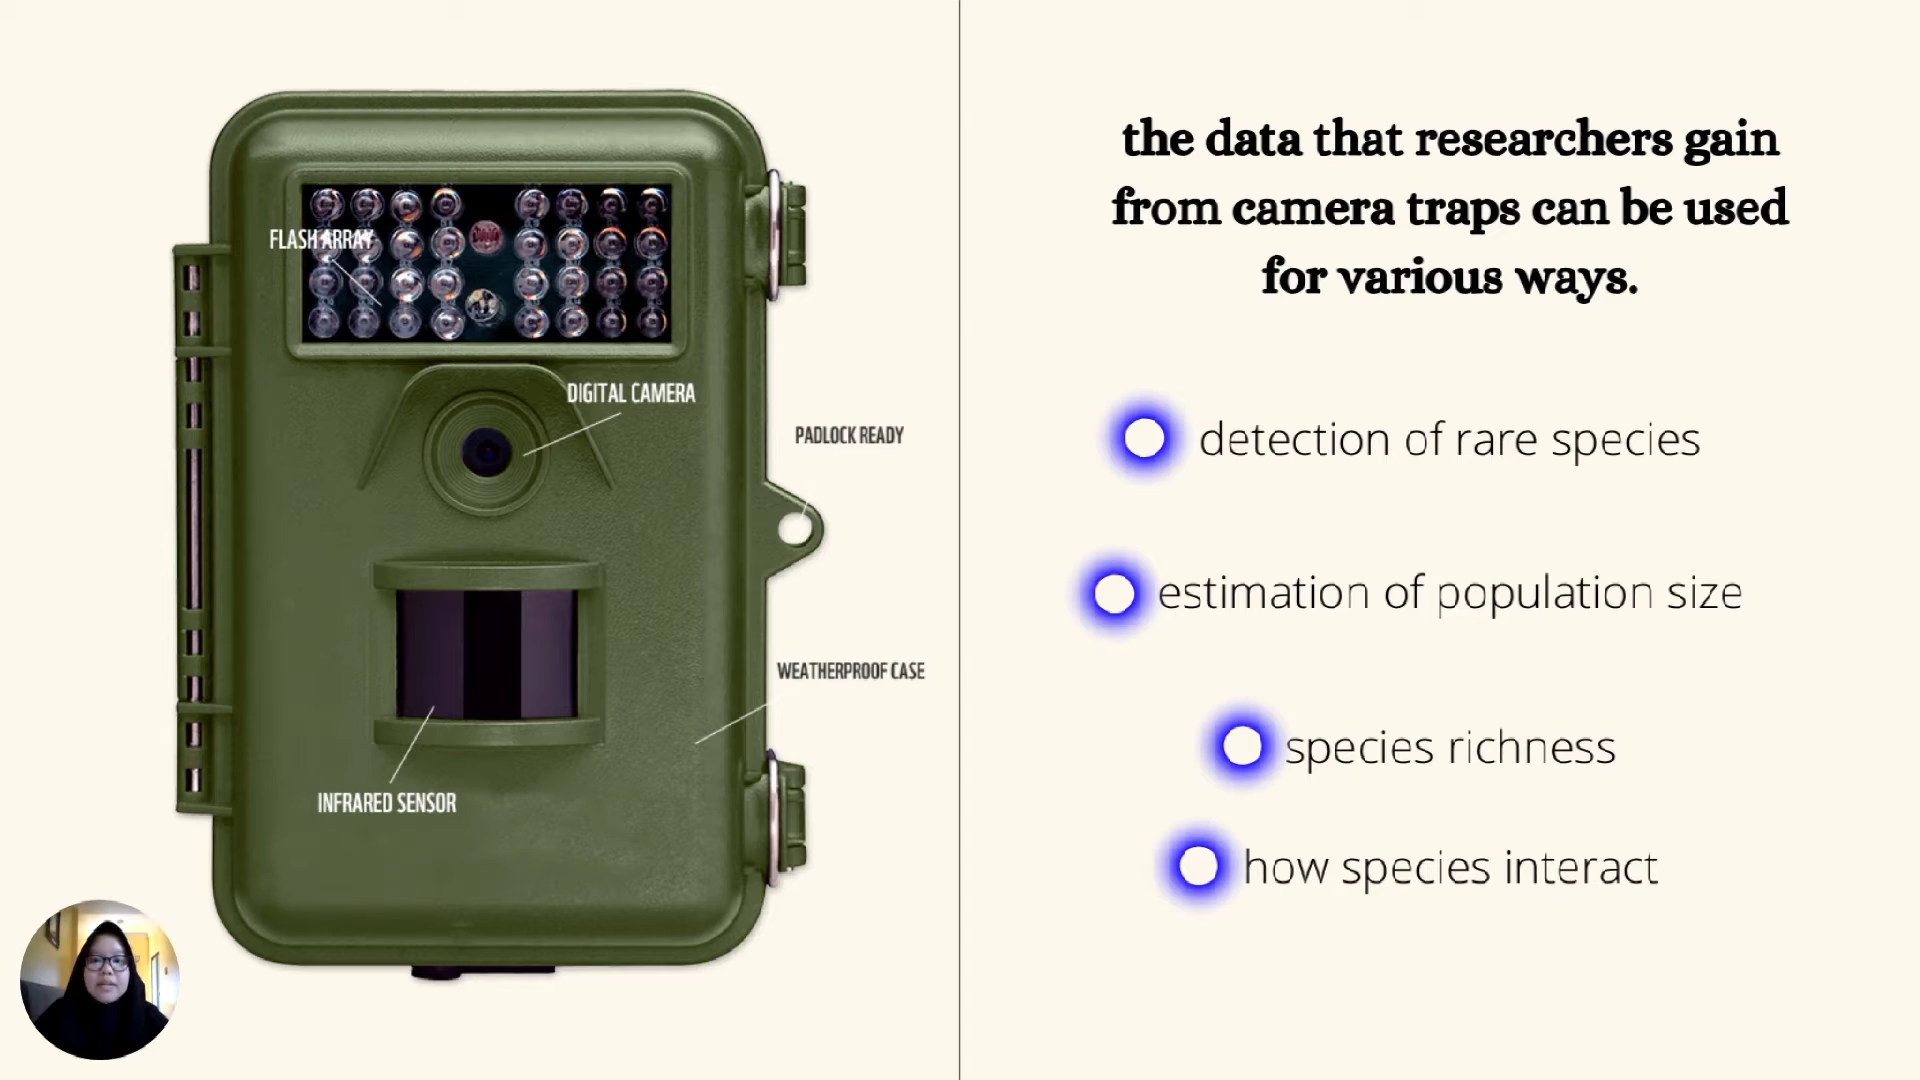 FLASH ARRAY
DIGITAL CAMERA
PADLOCK READY
WEATHERPROOF CASE
INFRARED SENSOR
the data that researchers gain
from camera traps can be used
for various ways.
detection of rare species
estimation of population size
species richness
how species interact